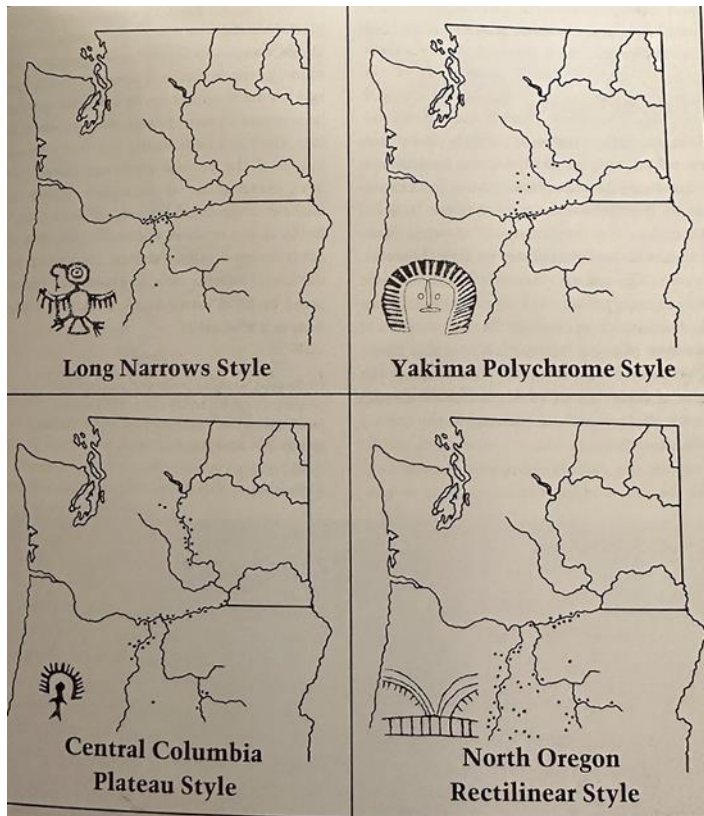 Long Narrows Style
Yakima Polychrome Style
Central Columbia
Plateau Style
North Oregon
Rectilinear Style